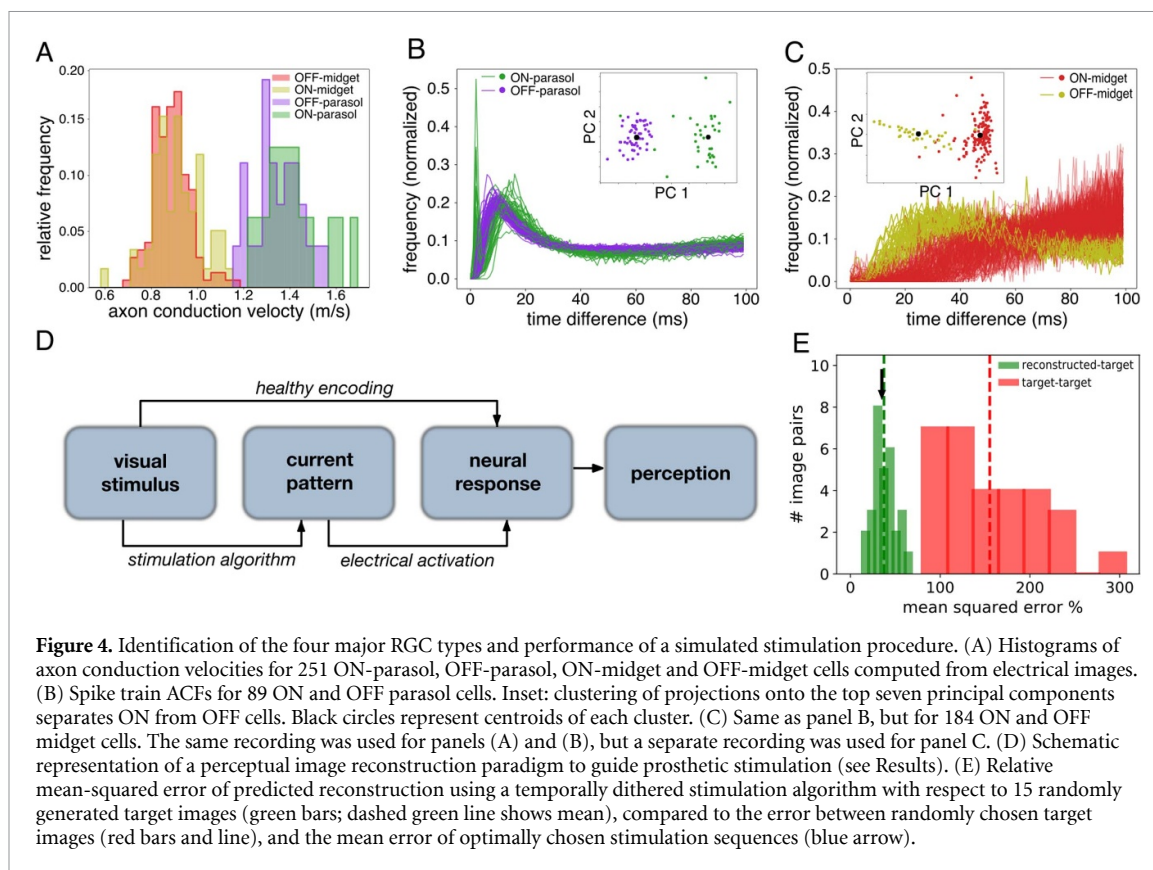 A
0.20
0.15
0.10
0.05
0.00
relative frequency
0.6 0.8 1.0 1.2 1.4 1.6
axon conduction velocty (m/s)
OFF-midget
ON-midget
OFF-parasol
ON-parasol
B
0.5
0.4
0.3
0.2
0.1
0.0
frequency (normalized)
0 20 40 60 80 100
time difference (ms)
ON-parasol
OFF-parasol
PC 2
PC 1
C
0.5
0.4
0.3
0.2
0.1
0.0
frequency (normalized)
0 20 40 60 80 100
time difference (ms)
ON-midget
OFF-midget
PC 2
PC 1
D
healthy encoding
visual
stimulus
current
pattern
neural
response
perception
stimulation algorithm
electrical activation
E
10
8
6
4
2
0
# image pairs
0 100 200 300
mean squared error %
reconstructed-target
target-target
Figure 4. Identification of the four major RGC types and performance of a simulated stimulation procedure. (A) Histograms of
axon conduction velocities for 251 ON-parasol, OFF-parasol, ON-midget and OFF-midget cells computed from electrical images.
(B) Spike train ACFs for 89 ON and OFF parasol cells. Inset: clustering of projections onto the top seven principal components
separates ON from OFF cells. Black circles represent centroids of each cluster. (C) Same as panel B, but for 184 ON and OFF
midget cells. The same recording was used for panels (A) and (B), but a separate recording was used for panel C. (D) Schematic
representation of a perceptual image reconstruction paradigm to guide prosthetic stimulation (see Results). (E) Relative
mean-squared error of predicted reconstruction using a temporally dithered stimulation algorithm with respect to 15 randomly
generated target images (green bars; dashed green line shows mean), compared to the error between randomly chosen target
images (red bars and line), and the mean error of optimally chosen stimulation sequences (blue arrow).